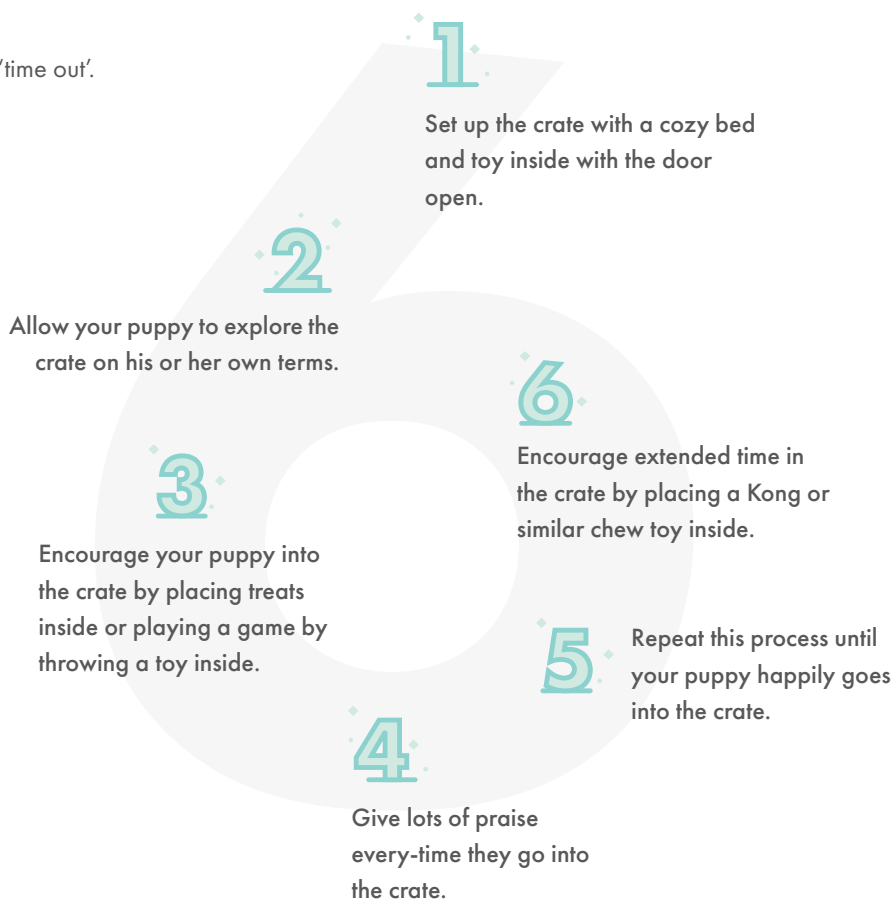 'time out'.
1
Set up the crate with a cozy bed
and toy inside with the door
open.
2
Allow your puppy to explore the
crate on his or her own terms.
3
Encourage your puppy into
the crate by placing treats
inside or playing a game by
throwing a toy inside.
4
Give lots of praise
every-time they go into
the crate.
5
Repeat this process until
your puppy happily goes
into the crate.
6
Encourage extended time in
the crate by placing a Kong or
similar chew toy inside.
6